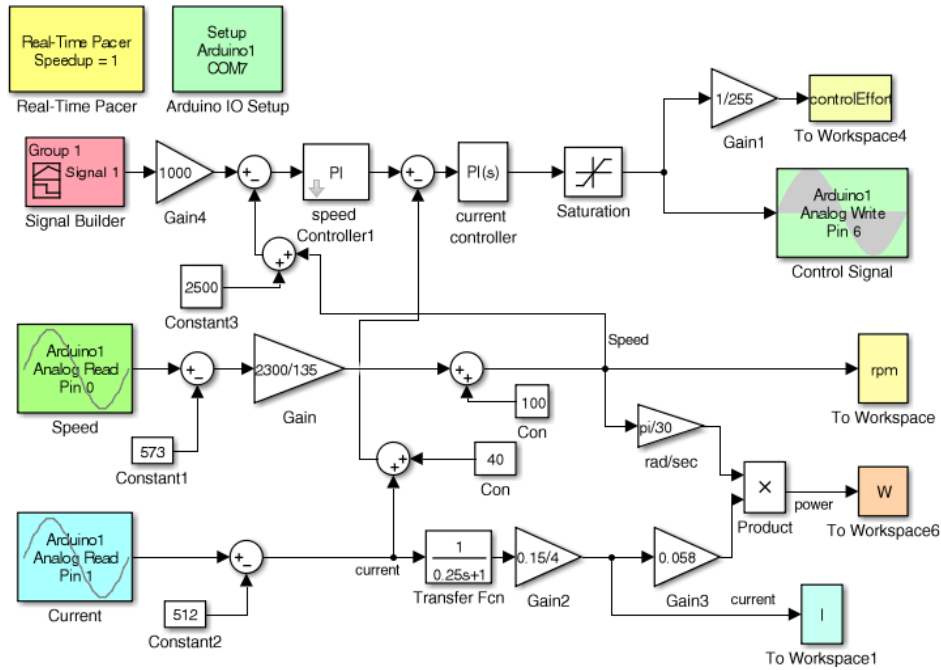 Real-Time Pacer
Speedup = 1
Real-Time Pacer
Setup
Arduino1
COM7
Arduino IO Setup
Group 1
Signal 1
Signal Builder
1000
Gain4
+
−
PI
speed
Controller1
+
−
PI(s)
current
controller
Saturation
1/255
Gain1
controlEffort
To Workspace4
Arduino1
Analog Write
Pin 6
Control Signal
+
+
2500
Constant3
Arduino1
Analog Read
Pin 0
Speed
+
−
573
Constant1
2300/135
Gain
+
+
100
Con
Speed
rpm
To Workspace
pi/30
rad/sec
+
+
40
Con
×
Product
power
W
To Workspace6
Arduino1
Analog Read
Pin 1
Current
+
−
512
Constant2
current
1
0.25s+1
Transfer Fcn
0.15/4
Gain2
0.058
Gain3
current
I
To Workspace1